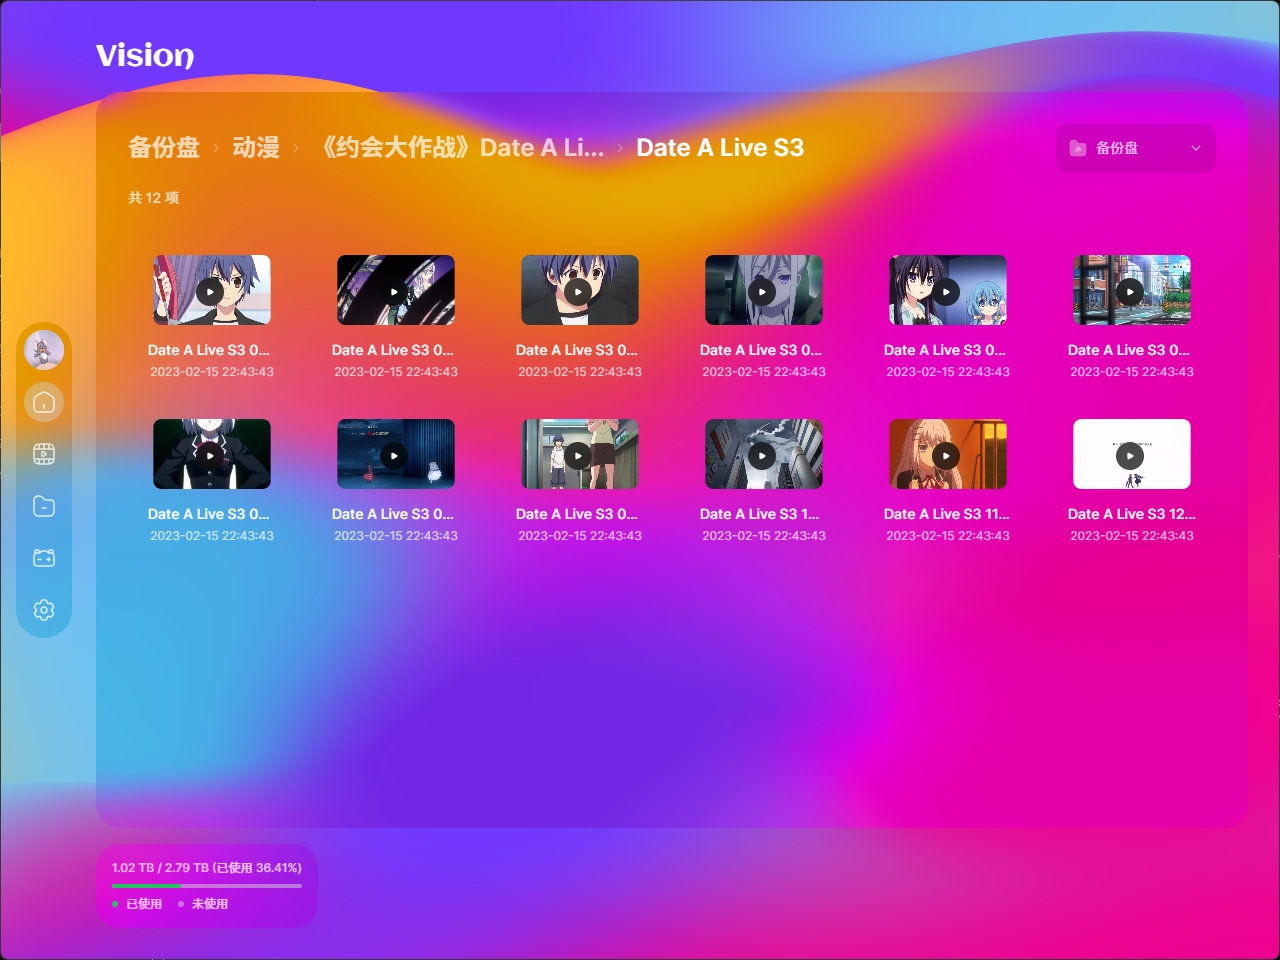 Vision
备份盘 › 动漫 › 《约会大作战》Date A Li... › Date A Live S3
备份盘
共 12 项
Date A Live S3 0... Date A Live S3 0... Date A Live S3 0... Date A Live S3 0... Date A Live S3 0... Date A Live S3 0...
2023-02-15 22:43:43 2023-02-15 22:43:43 2023-02-15 22:43:43 2023-02-15 22:43:43 2023-02-15 22:43:43 2023-02-15 22:43:43
Date A Live S3 0... Date A Live S3 0... Date A Live S3 0... Date A Live S3 1... Date A Live S3 11... Date A Live S3 12...
2023-02-15 22:43:43 2023-02-15 22:43:43 2023-02-15 22:43:43 2023-02-15 22:43:43 2023-02-15 22:43:43 2023-02-15 22:43:43
1.02 TB / 2.79 TB (已使用 36.41%)
已使用 未使用